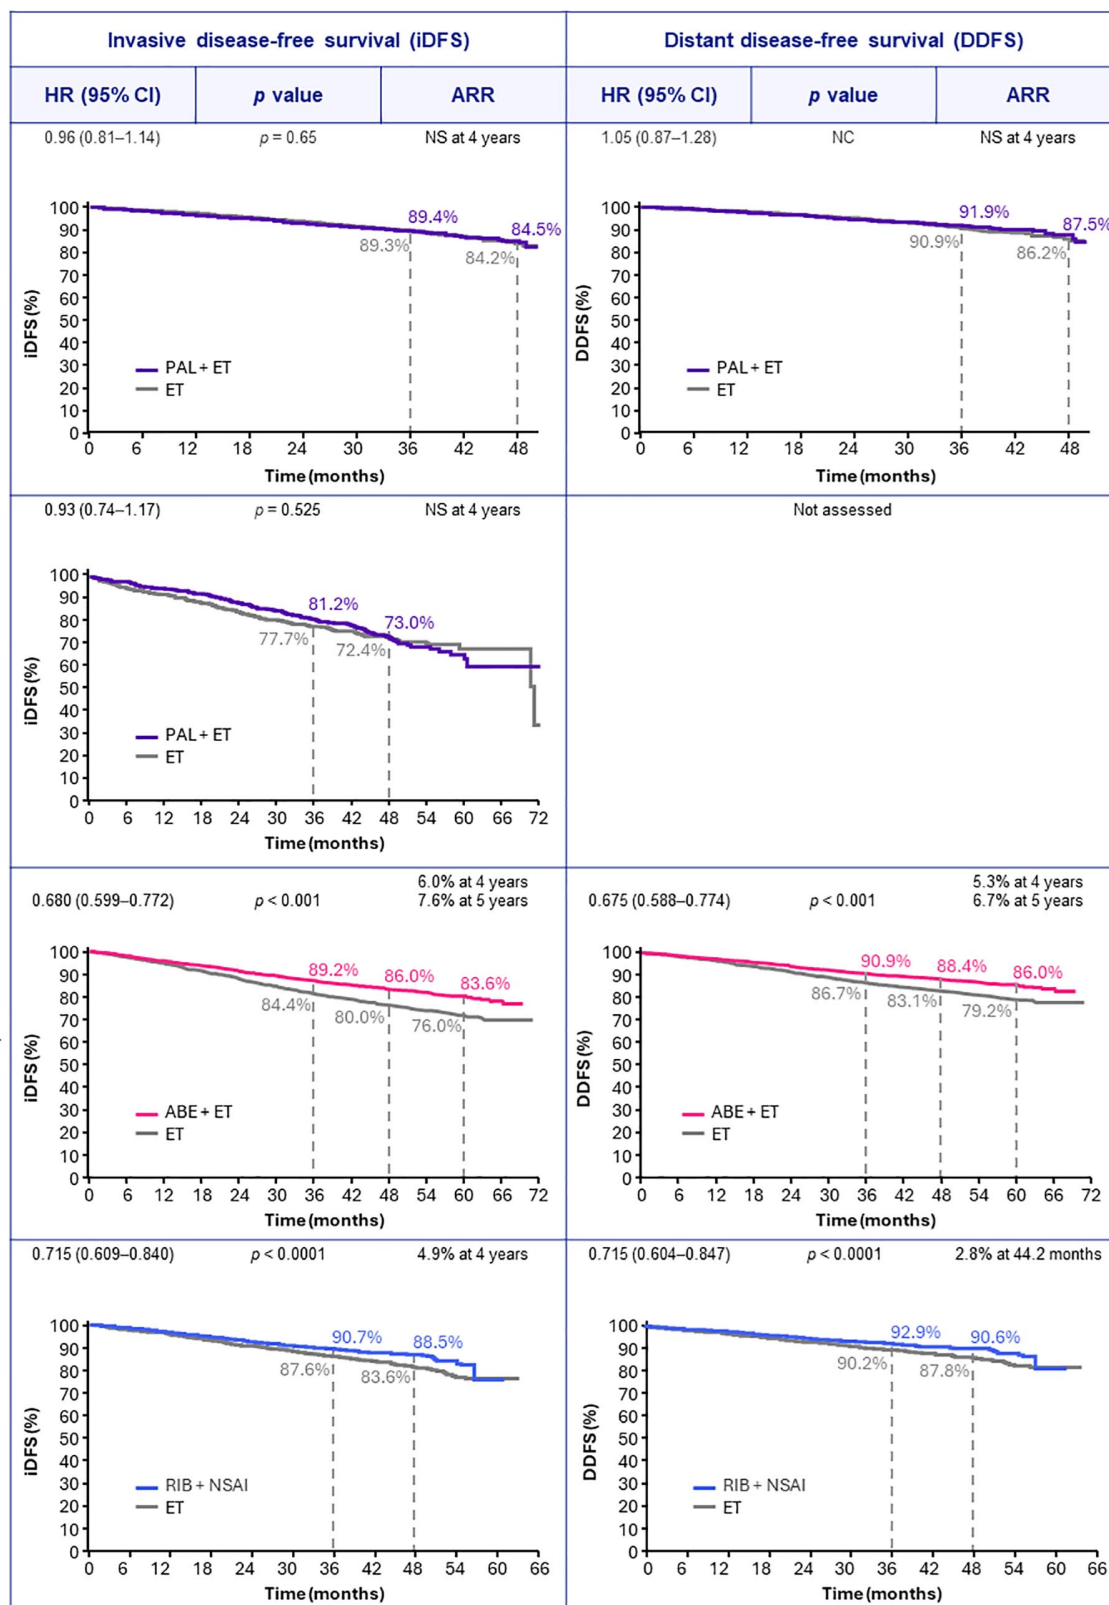 Invasive disease-free survival (iDFS)
Distant disease-free survival (DDFS)
HR (95% CI) p value ARR
HR (95% CI) p value ARR
0.96 (0.81–1.14) p = 0.65 NS at 4 years
100
90
80
70
60
50
40
30
20
10
0
iDFS (%)
89.4%
84.5%
89.3%
84.2%
PAL + ET
ET
0 6 12 18 24 30 36 42 48
Time (months)
1.05 (0.87–1.28) NC NS at 4 years
100
90
80
70
60
50
40
30
20
10
0
DDFS (%)
91.9%
87.5%
90.9%
86.2%
PAL + ET
ET
0 6 12 18 24 30 36 42 48
Time (months)
0.93 (0.74–1.17) p = 0.525 NS at 4 years
100
90
80
70
60
50
40
30
20
10
0
iDFS (%)
81.2%
73.0%
77.7%
72.4%
PAL + ET
ET
0 6 12 18 24 30 36 42 48 54 60 66 72
Time (months)
Not assessed
6.0% at 4 years
0.680 (0.599–0.772) p < 0.001 7.6% at 5 years
100
90
80
70
60
50
40
30
20
10
0
iDFS (%)
89.2%
86.0%
83.6%
84.4%
80.0%
76.0%
ABE + ET
ET
0 6 12 18 24 30 36 42 48 54 60 66 72
Time (months)
5.3% at 4 years
0.675 (0.588–0.774) p < 0.001 6.7% at 5 years
100
90
80
70
60
50
40
30
20
10
0
DDFS (%)
90.9%
88.4%
86.0%
86.7%
83.1%
79.2%
ABE + ET
ET
0 6 12 18 24 30 36 42 48 54 60 66 72
Time (months)
0.715 (0.609–0.840) p < 0.0001 4.9% at 4 years
100
90
80
70
60
50
40
30
20
10
0
iDFS (%)
90.7%
88.5%
87.6%
83.6%
RIB + NSAI
ET
0 6 12 18 24 30 36 42 48 54 60 66
Time (months)
0.715 (0.604–0.847) p < 0.0001 2.8% at 44.2 months
100
90
80
70
60
50
40
30
20
10
0
DDFS (%)
92.9%
90.6%
90.2%
87.8%
RIB + NSAI
ET
0 6 12 18 24 30 36 42 48 54 60 66
Time (months)